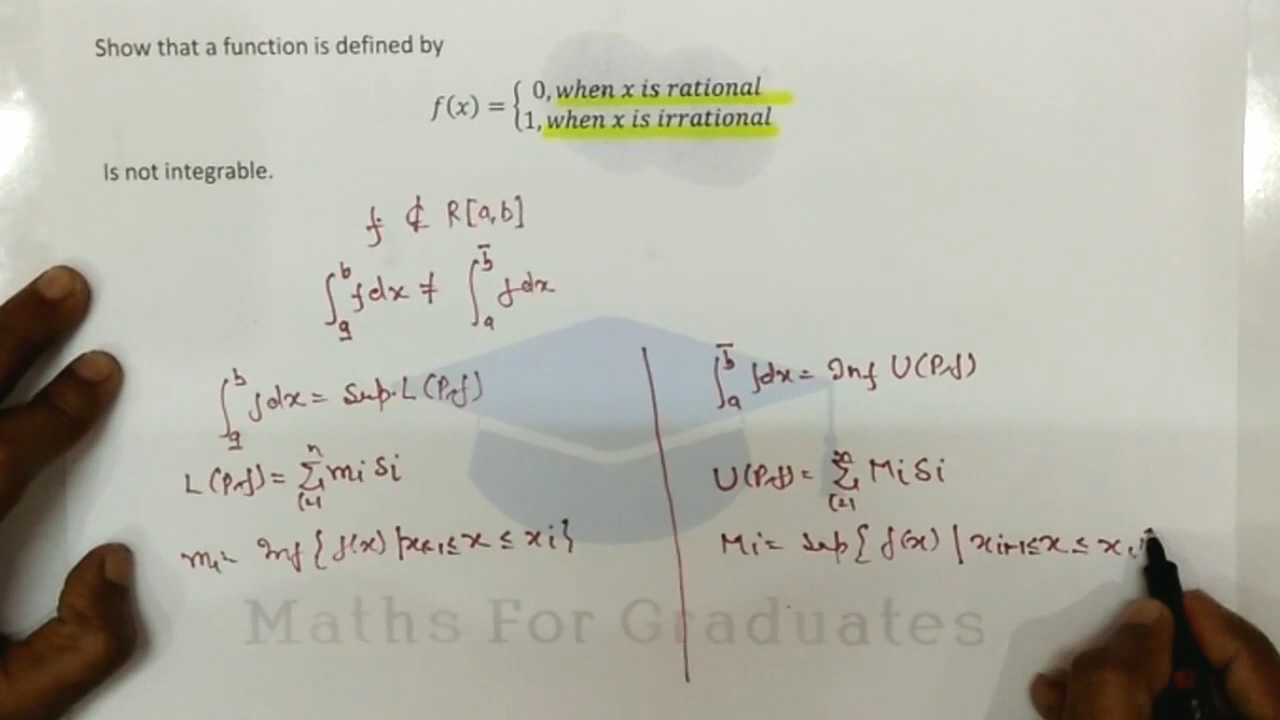 Show that a function is defined by
f(x) = { 0, when x is rational
1, when x is irrational
Is not integrable.
f ⊄ R[a,b]
∫_a^b f dx ≠ ∫_a^b̄ f dx
∫_a^b f dx = Sup. L(P,f)
L(P,f) = Σ_{i=1}^n mi δi
mi = Inf { f(x) | xi-1 ≤ x ≤ xi }
∫_a^b̄ f dx = Inf U(P,f)
U(P,f) = Σ_{i=1}^n Mi δi
Mi = Sup { f(x) | xi-1 ≤ x ≤ xi
Maths For Graduates